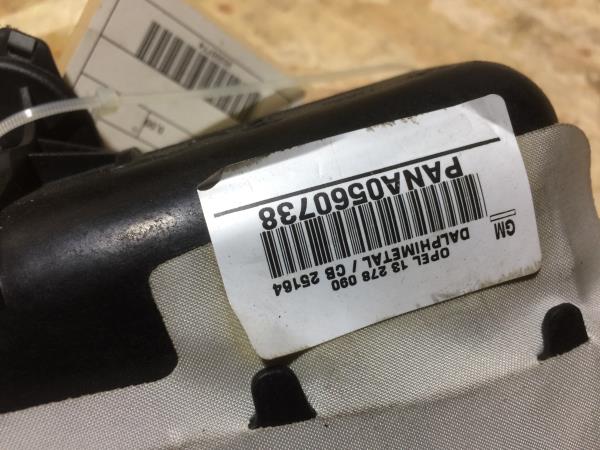 OPEL 13 278 090
DALPHIMETAL / CB 25164
GM
PANA0560738